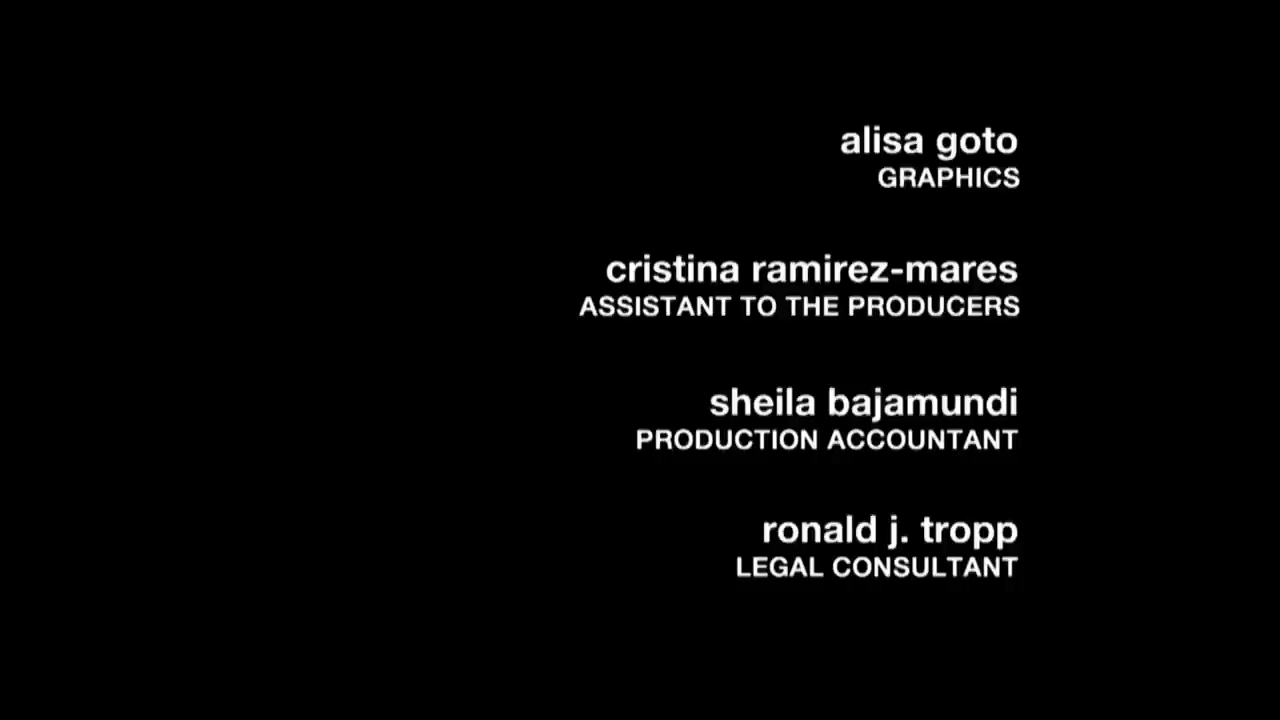 alisa goto
GRAPHICS
cristina ramirez-mares
ASSISTANT TO THE PRODUCERS
sheila bajamundi
PRODUCTION ACCOUNTANT
ronald j. tropp
LEGAL CONSULTANT